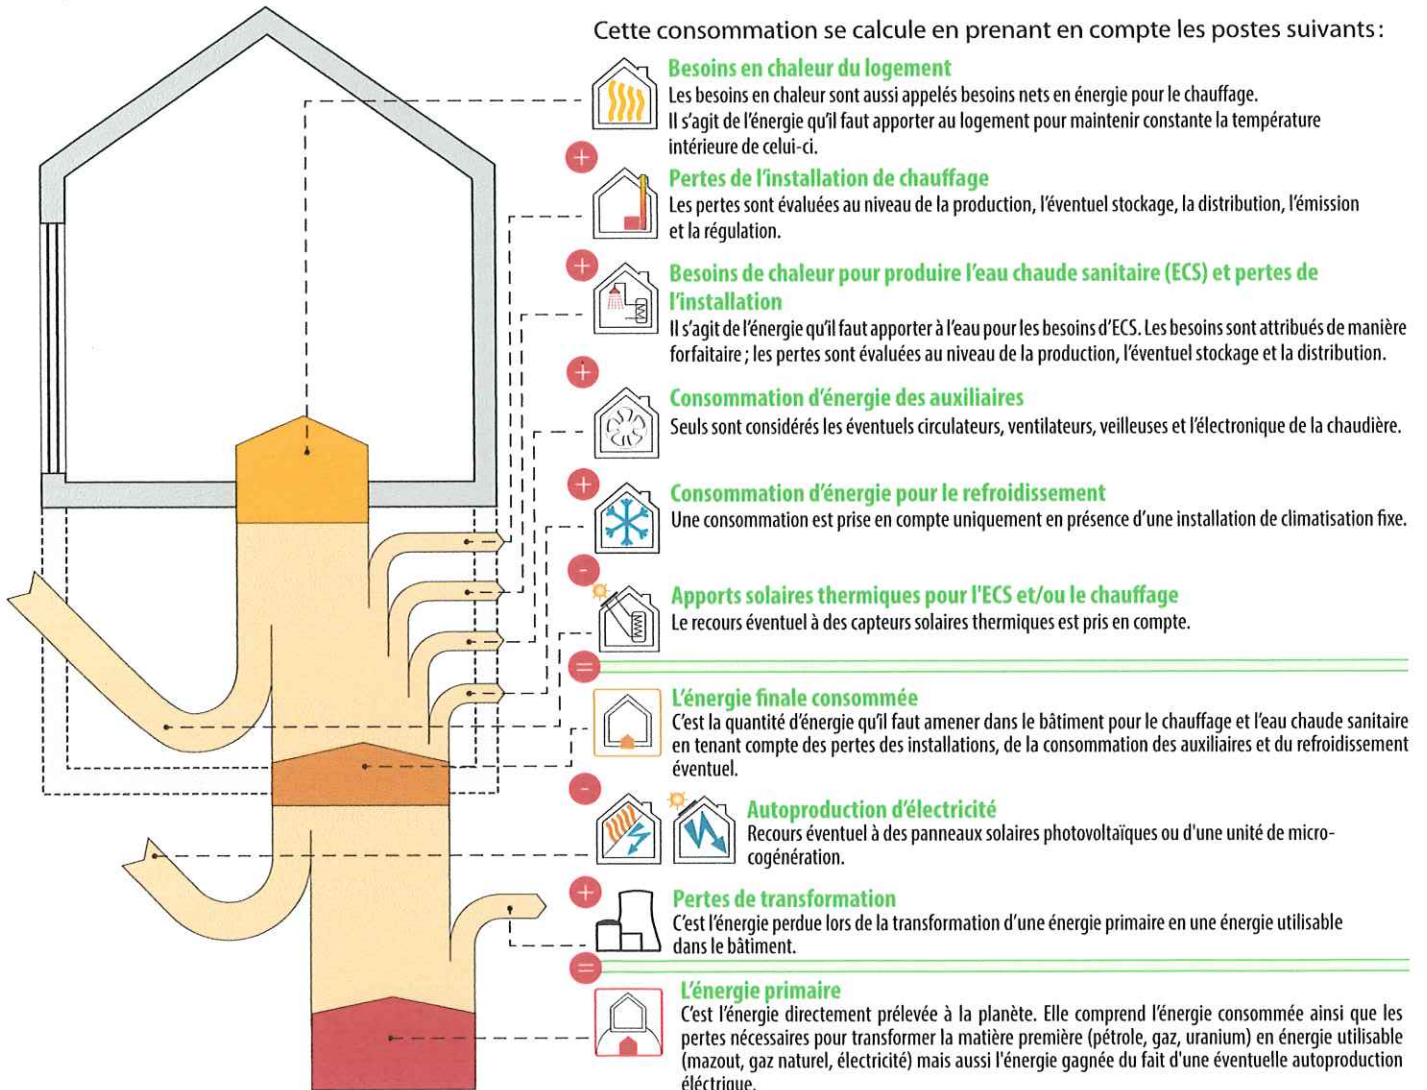 Cette consommation se calcule en prenant en compte les postes suivants :
Besoins en chaleur du logement
Les besoins en chaleur sont aussi appelés besoins nets en énergie pour le chauffage.
Il s'agit de l'énergie qu'il faut apporter au logement pour maintenir constante la température
intérieure de celui-ci.
+
Pertes de l'installation de chauffage
Les pertes sont évaluées au niveau de la production, l'éventuel stockage, la distribution, l'émission
et la régulation.
+
Besoins de chaleur pour produire l'eau chaude sanitaire (ECS) et pertes de
l'installation
Il s'agit de l'énergie qu'il faut apporter à l'eau pour les besoins d'ECS. Les besoins sont attribués de manière
forfaitaire ; les pertes sont évaluées au niveau de la production, l'éventuel stockage et la distribution.
+
Consommation d'énergie des auxiliaires
Seuls sont considérés les éventuels circulateurs, ventilateurs, veilleuses et l'électronique de la chaudière.
+
Consommation d'énergie pour le refroidissement
Une consommation est prise en compte uniquement en présence d'une installation de climatisation fixe.
-
Apports solaires thermiques pour l'ECS et/ou le chauffage
Le recours éventuel à des capteurs solaires thermiques est pris en compte.
=
L'énergie finale consommée
C'est la quantité d'énergie qu'il faut amener dans le bâtiment pour le chauffage et l'eau chaude sanitaire
en tenant compte des pertes des installations, de la consommation des auxiliaires et du refroidissement
éventuel.
-
Autoproduction d'électricité
Recours éventuel à des panneaux solaires photovoltaïques ou d'une unité de micro-
cogénération.
+
Pertes de transformation
C'est l'énergie perdue lors de la transformation d'une énergie primaire en une énergie utilisable
dans le bâtiment.
=
L'énergie primaire
C'est l'énergie directement prélevée à la planète. Elle comprend l'énergie consommée ainsi que les
pertes nécessaires pour transformer la matière première (pétrole, gaz, uranium) en énergie utilisable
(mazout, gaz naturel, électricité) mais aussi l'énergie gagnée du fait d'une éventuelle autoproduction
éléctrique.